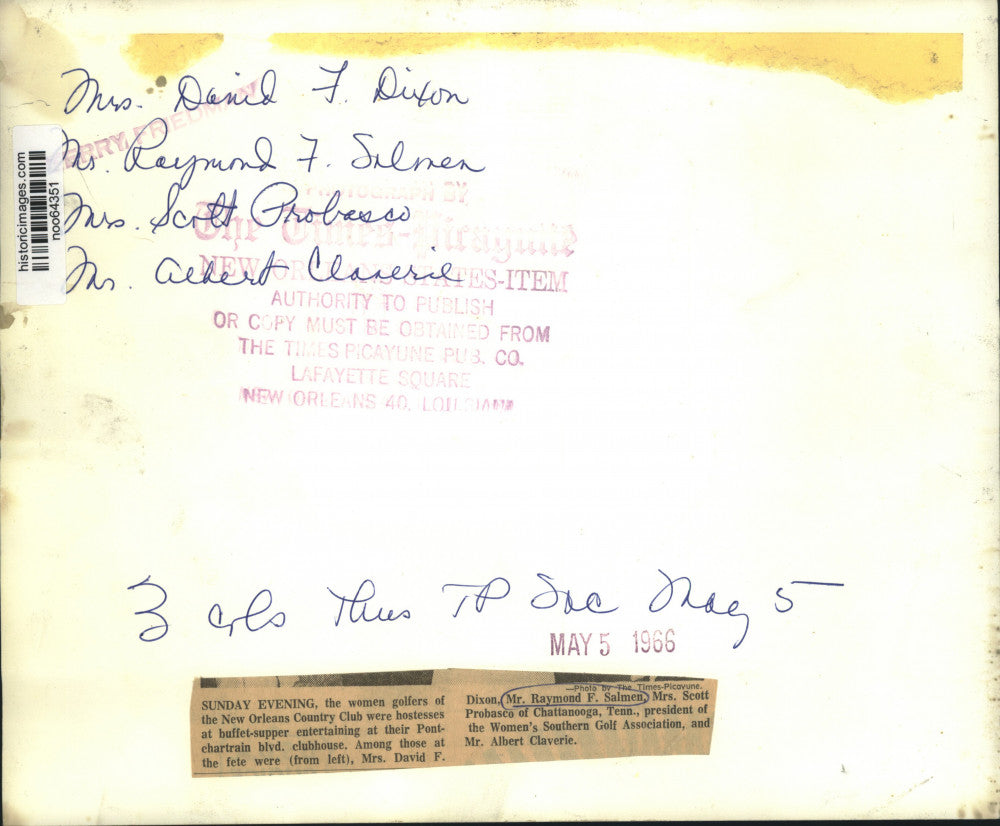 Mrs. David F. Dixon
JERRY FRIEDMAN
Mr. Raymond F. Salmen
Mrs. Scott Probasco
Mr. Albert Claverie
historicimages.com
noo64351
PHOTOGRAPH BY
The Times-Picayune
NEW ORLEANS STATES-ITEM
AUTHORITY TO PUBLISH
OR COPY MUST BE OBTAINED FROM
THE TIMES PICAYUNE PUB. CO.
LAFAYETTE SQUARE
NEW ORLEANS 40, LOUISIANA
3 cols Thus TP Soc May 5
MAY 5 1966
SUNDAY EVENING, the women golfers of
the New Orleans Country Club were hostesses
at buffet-supper entertaining at their Pont-
chartrain blvd. clubhouse. Among those at
the fete were (from left), Mrs. David F.
—Photo by The Times-Picayune.
Dixon, Mr. Raymond F. Salmen, Mrs. Scott
Probasco of Chattanooga, Tenn., president of
the Women's Southern Golf Association, and
Mr. Albert Claverie.